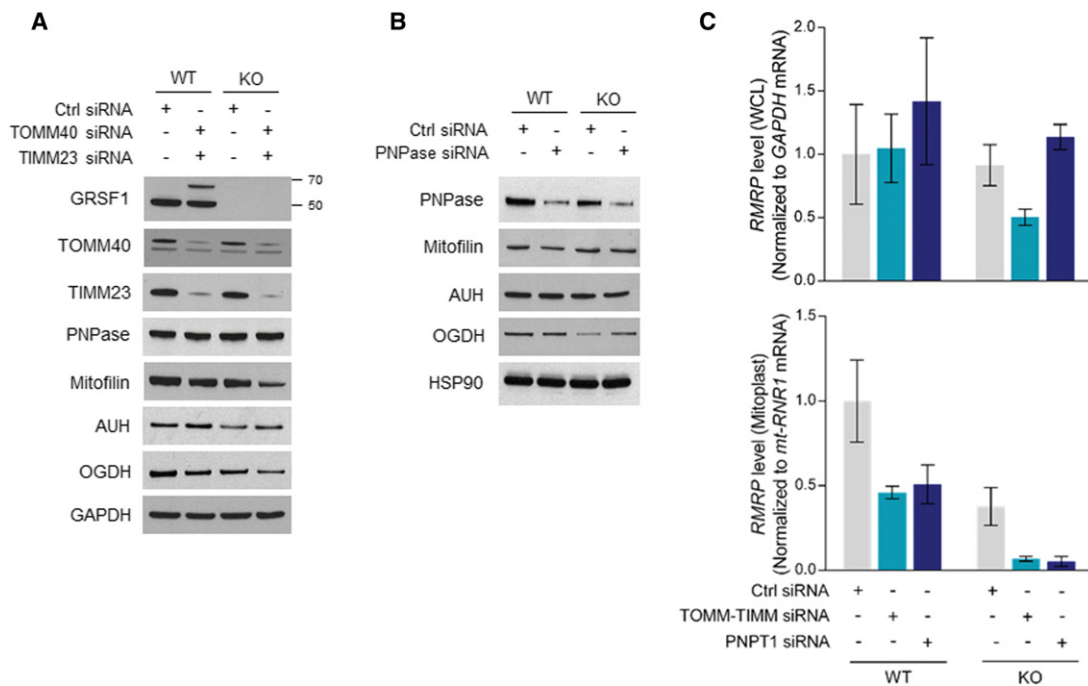 A
WT KO
Ctrl siRNA + - + -
TOMM40 siRNA - + - +
TIMM23 siRNA - + - +
GRSF1
70
50
TOMM40
TIMM23
PNPase
Mitofilin
AUH
OGDH
GAPDH
B
WT KO
Ctrl siRNA + - + -
PNPase siRNA - + - +
PNPase
Mitofilin
AUH
OGDH
HSP90
C
RMRP level (WCL)
(Normalized to GAPDH mRNA)
2.0
1.5
1.0
0.5
0.0
RMRP level (Mitoplast)
(Normalized to mt-RNR1 mRNA)
1.5
1.0
0.5
0.0
Ctrl siRNA + - - + - -
TOMM-TIMM siRNA - + - - + -
PNPT1 siRNA - - + - - +
WT KO